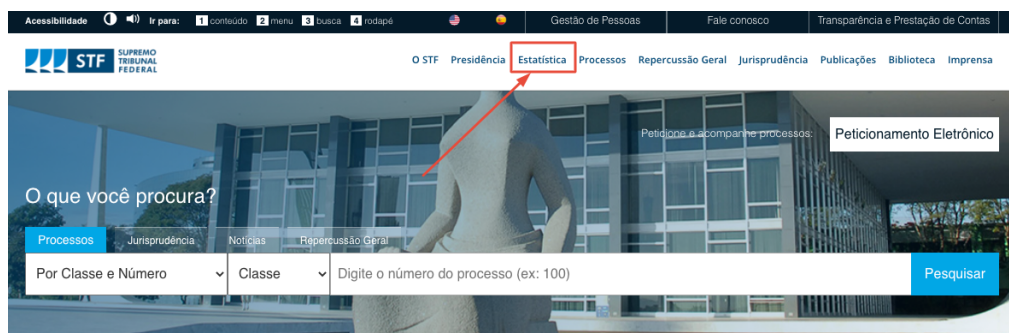 Acessibilidade Ir para: 1 conteúdo 2 menu 3 busca 4 rodapé Gestão de Pessoas Fale conosco Transparência e Prestação de Contas
STF SUPREMO
TRIBUNAL
FEDERAL
O STF Presidência Estatística Processos Repercussão Geral Jurisprudência Publicações Biblioteca Imprensa
Peticione e acompanhe processos: Peticionamento Eletrônico
O que você procura?
Processos Jurisprudência Notícias Repercussão Geral
Por Classe e Número Classe Digite o número do processo (ex: 100) Pesquisar